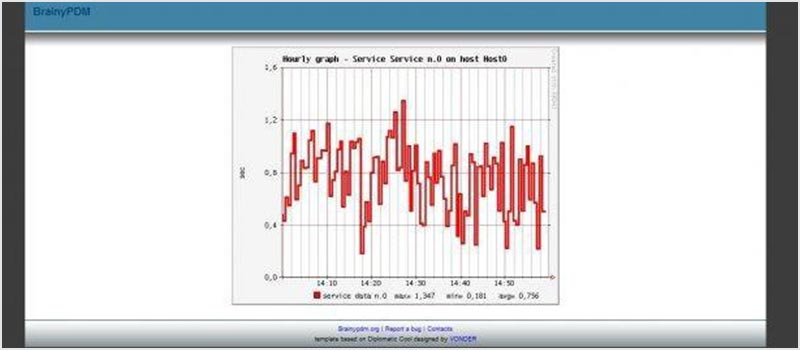 BrainyPDM
Hourly graph - Service Service n.0 on host Host0
1,6
1,2
0,8
0,4
0,0
sec
14:10 14:20 14:30 14:40 14:50
service data n.0 max= 1,347 min= 0,181 avg= 0,756
Brainypdm.org | Report a bug | Contacts
template based on Diplomatic Cool designed by VONDER